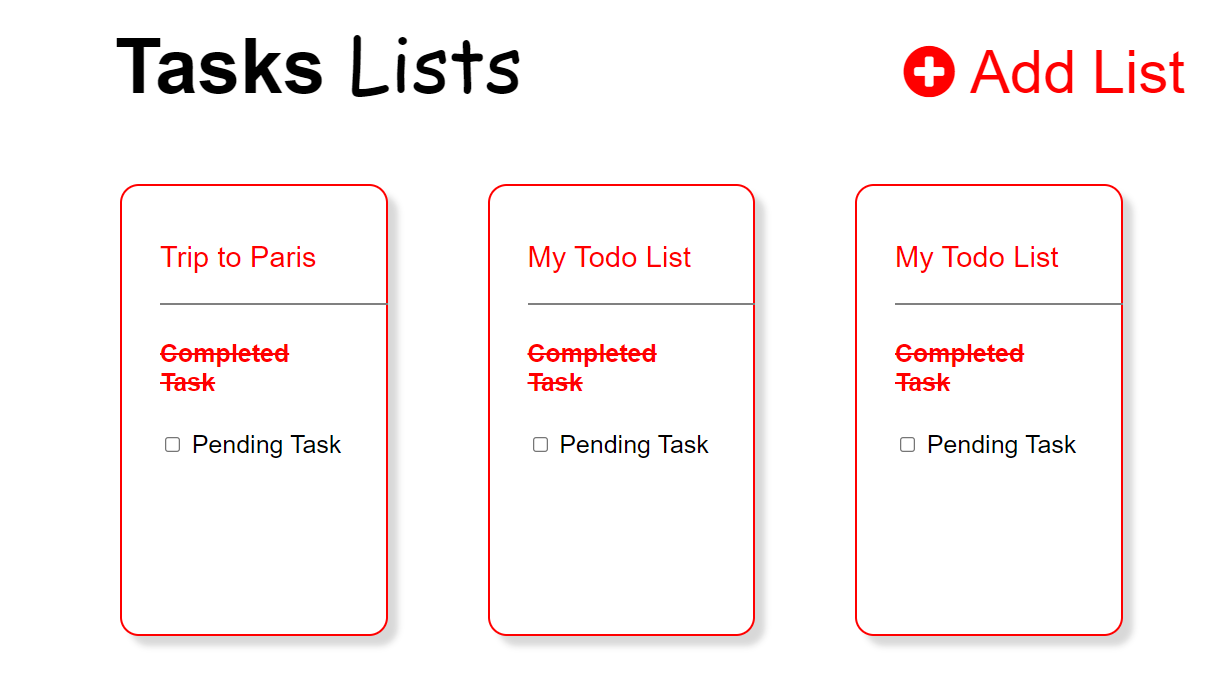 Tasks Lists
Add List
Trip to Paris
Completed
Task
Pending Task
My Todo List
Completed
Task
Pending Task
My Todo List
Completed
Task
Pending Task